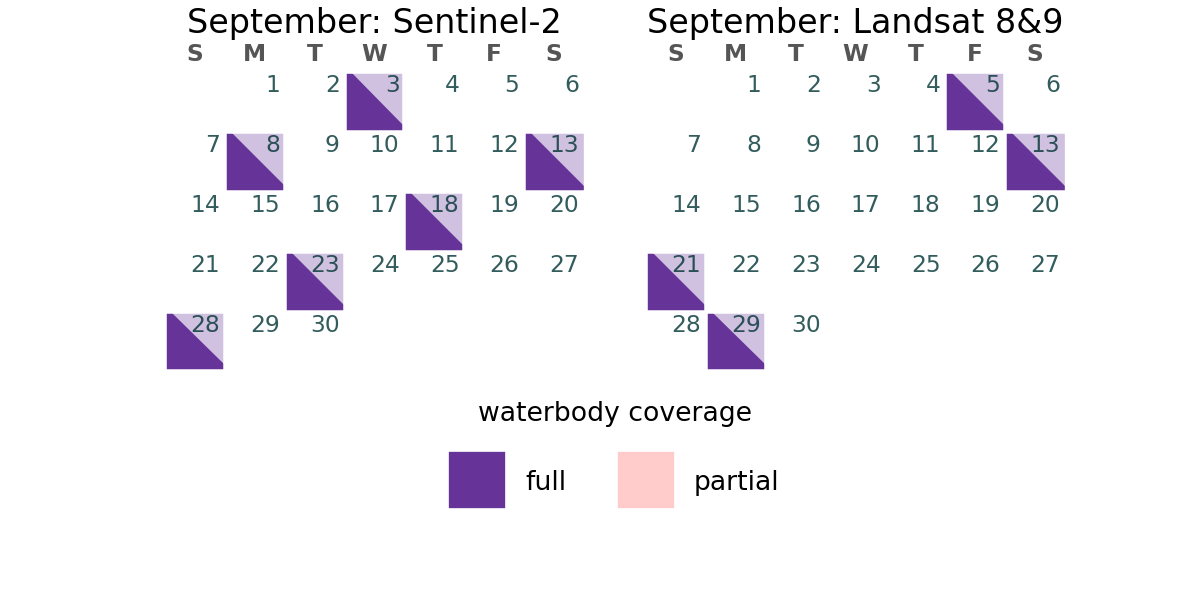 September: Sentinel-2
S M T W T F S
1 2 3 4 5 6
7 8 9 10 11 12 13
14 15 16 17 18 19 20
21 22 23 24 25 26 27
28 29 30
September: Landsat 8&9
S M T W T F S
1 2 3 4 5 6
7 8 9 10 11 12 13
14 15 16 17 18 19 20
21 22 23 24 25 26 27
28 29 30
waterbody coverage
full
partial